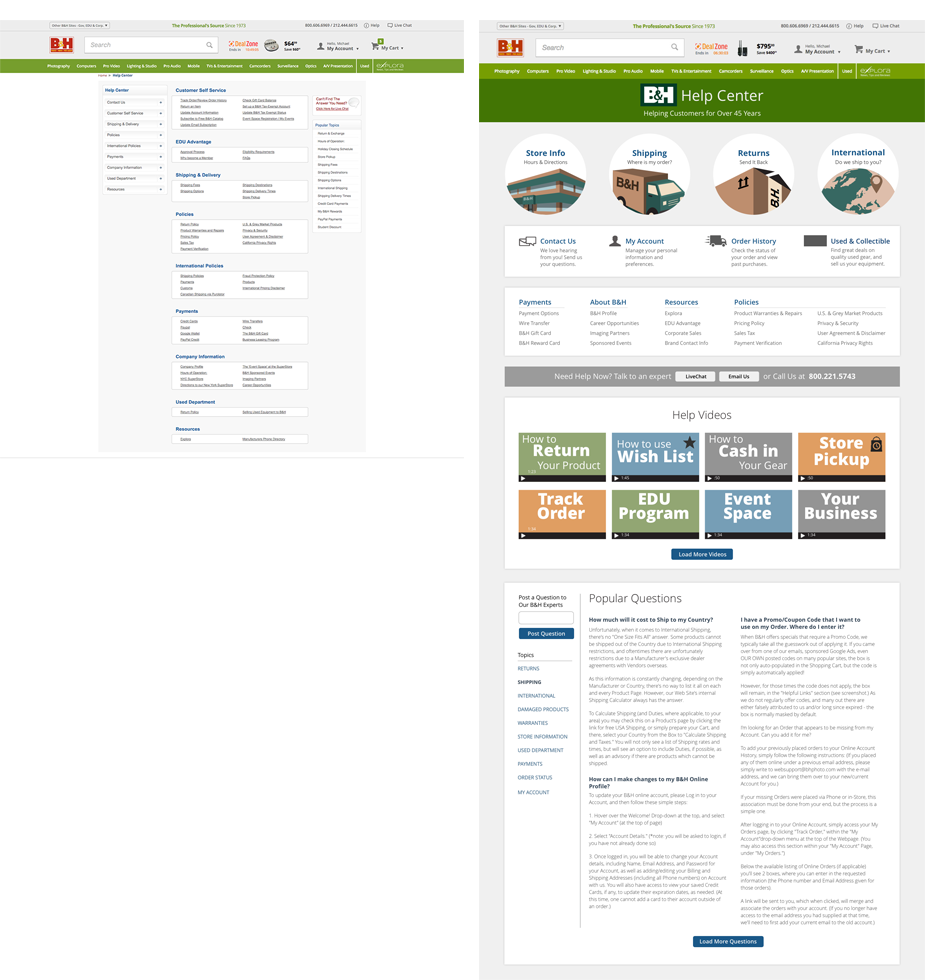 Other B&H Sites - Gov, EDU & Corp.
The Professional's Source Since 1973
800.606.6969 / 212.444.6615
Help
Live Chat
B&H
Search
DealZone
$64
My Account
My Cart
Photography Computers Pro Video Lighting & Studio Pro Audio Mobile TVs & Entertainment Camcorders Surveillance Optics A/V Presentation Used EXPLORA
Home Help Center
Help Center
Contact Us
Customer Self Service
Shipping & Delivery
Policies
International Policies
Payments
Company Information
Used Department
Resources
Customer Self Service
Track Order/Review Order History Check Gift Card Balance
Return an Item Set up a B&H Tax Exempt Account
Update Account Information Update B&H Tax Exempt Status
Subscribe to Free B&H Catalog Event Space Registration / My Events
Update Email Subscription
EDU Advantage
Approval Process Eligibility Requirements
Why become a Member FAQs
Shipping & Delivery
Shipping Fees Shipping Destinations
Shipping Options Shipping Delivery Times
Store Pickup
Policies
Return Policy U.S. & Grey Market Products
Product Warranties and Repairs Privacy & Security
Pricing Policy User Agreement & Disclaimer
Sales Tax California Privacy Rights
Payment Verification
International Policies
Shipping Policies Fraud Protection Policy
Payments Products
Customs International Pricing Disclaimer
Payments
Credit Cards Wire Transfers
Paypal Check
Google Wallet The B&H Gift Card
PayPal Credit Business Leasing Program
Company Information
Company Profile The Event Space at the SuperStore
Hours of Operation B&H Sponsored Events
NYC SuperStore Imaging Partners
Directions to our New York SuperStore Career Opportunities
Used Department
Return Policy Selling Used Equipment to B&H
Resources
Explora Manufacturer Phone Directory
Can't Find The
Answer You Need?
Click Here for Live Chat
Popular Topics
Return & Exchange
Hours of Operation
Holiday Closing Schedule
Store Pickup
Shipping Fees
Shipping Destinations
Shipping Options
International Shipping
Shipping Delivery Times
Credit Card Payments
My B&H Rewards
PayPal Payments
Student Discount
Other B&H Sites - Gov, EDU & Corp.
The Professional's Source Since 1973
800.606.6969 / 212.444.6615
Help
Live Chat
B&H
Search
DealZone
$795
Save $400
Hello, Michael
My Account
My Cart
Photography Computers Pro Video Lighting & Studio Pro Audio Mobile TVs & Entertainment Camcorders Surveillance Optics A/V Presentation Used EXPLORA
B&H Help Center
Helping Customers for Over 45 Years
Store Info
Hours & Directions
Shipping
Where is my order?
B&H
Returns
Send It Back
B&H
International
Do we ship to you?
Contact Us
We love hearing
from you! Send us
your questions.
My Account
Manage your personal
information and
preferences.
Order History
Check the status of
your order and view
past purchases.
Used & Collectible
Find great deals on
quality used gear, and
sell us your equipment.
Payments
Payment Options
Wire Transfer
B&H Gift Card
B&H Reward Card
About B&H
B&H Profile
Career Opportunities
Imaging Partners
Sponsored Events
Resources
Explora
EDU Advantage
Corporate Sales
Brand Contact Info
Policies
Product Warranties & Repairs U.S. & Grey Market Products
Pricing Policy Privacy & Security
Sales Tax User Agreement & Disclaimer
Payment Verification California Privacy Rights
Need Help Now? Talk to an expert LiveChat Email Us or Call Us at 800.221.5743
Help Videos
How to
Return
Your Product
How to use
Wish List
1:45
How to
Cash in
Your Gear
:50
Store
Pickup
:50
Track
Order
EDU
Program
1:34
Event
Space
1:34
Your
Business
1:34
Load More Videos
Post a Question to
Our B&H Experts
Post Question
Topics
RETURNS
SHIPPING
INTERNATIONAL
DAMAGED PRODUCTS
WARRANTIES
STORE INFORMATION
USED DEPARTMENT
PAYMENTS
ORDER STATUS
MY ACCOUNT
Popular Questions
How much will it cost to Ship to my Country?
Unfortunately, when it comes to International Shipping,
there's no "One Size Fits All" answer. Some products cannot
be shipped out of the Country due to International Shipping
restrictions, and oftentimes there are unfortunately
restrictions due to a Manufacturer's exclusive dealer
agreements with Vendors overseas.
As this information is constantly changing, depending on the
Manufacturer or Country, there's no way to list it all on each
and every Product Page. However, our Web Site's internal
Shipping Calculator always has the answer.
To Calculate Shipping (and Duties, where applicable, to your
area) you may check this on a Product's page by clicking the
link for free USA Shipping, or simply prepare your Cart, and
there, select your Country from the Box to "Calculate Shipping
and Taxes." You will not only see a list of Shipping rates and
times, but will see an option to include Duties, if possible, as
well as an advisory if there are products which cannot be
shipped.
How can I make changes to my B&H Online
Profile?
To update your B&H online account, please Log in to your
Account, and then follow these simple steps:
1. Hover over the Welcome! Drop-down at the top, and select
"My Account" (at the top of page)
2. Select "Account Details." (*note: you will be asked to login, if
you have not already done so)
3. Once logged in, you will be able to change your Account
details, including Name, Email Address, and Password for
your Account, as well as adding/editing your Billing and
Shipping Addresses (including all Phone numbers) on Account
with us. You will also have access to view your saved Credit
Cards, if any, to update their expiration dates, as needed. (At
this time, one cannot add a card to their account outside of
an order.)
I have a Promo/Coupon Code that I want to
use on my Order. Where do I enter it?
When B&H offers specials that require a Promo Code, we
typically take all the guesswork out of applying it. If you came
over from one of our emails, sponsored Google Ads, even
OUR OWN posted codes on many popular sites, the box is
not only auto populated in the Shopping Cart, but the code is
simply automatically applied!
However, for those times the code does not apply, the box
will remain, in the "Helpful Links" section (see screenshot.) As
we do not regularly offer codes, and many out there are
either falsely attributed to us and/or long since expired - the
box is normally masked by default.
I'm looking for an Order that appears to be missing from my
Account. Can you add it for me?
To add your previously placed orders to your Online Account
History, simply follow the following instructions: (If you placed
any of them online under a previous email address, please
simply write to websupport@bhphoto.com with the e-mail
address, and we can bring them over to your new/current
Account for you.)
If your missing Orders were placed via Phone or in Store, this
association must be done from your end, but the process is a
simple one.
After logging in to your Online Account, simply access your My
Orders page, by clicking "Track Order," within the "My
Account"drop-down menu at the top of the Webpage. (You
may also access this section within your "My Account" Page,
under "My Orders.")
Below the available listing of Online Orders (if applicable)
you'll see 2 boxes, where you can enter in the requested
information (the Phone number and Email Address given for
those orders).
A link will be sent to you, which when clicked, will merge and
associate the orders with your account. (If you no longer have
access to the email address you had supplied at that time,
we'll need to first add your current email to the old account.)
Load More Questions